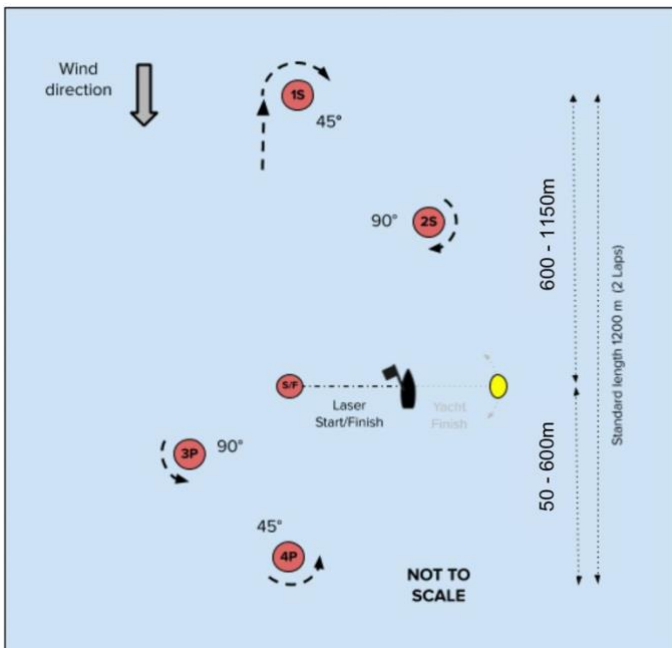 Wind
direction
1S
45°
90°
2S
600 - 1150m
Standard length 1200 m (2 Laps)
S/F
Laser
Start/Finish
Yacht
Finish
3P
90°
50 - 600m
45°
4P
NOT TO
SCALE